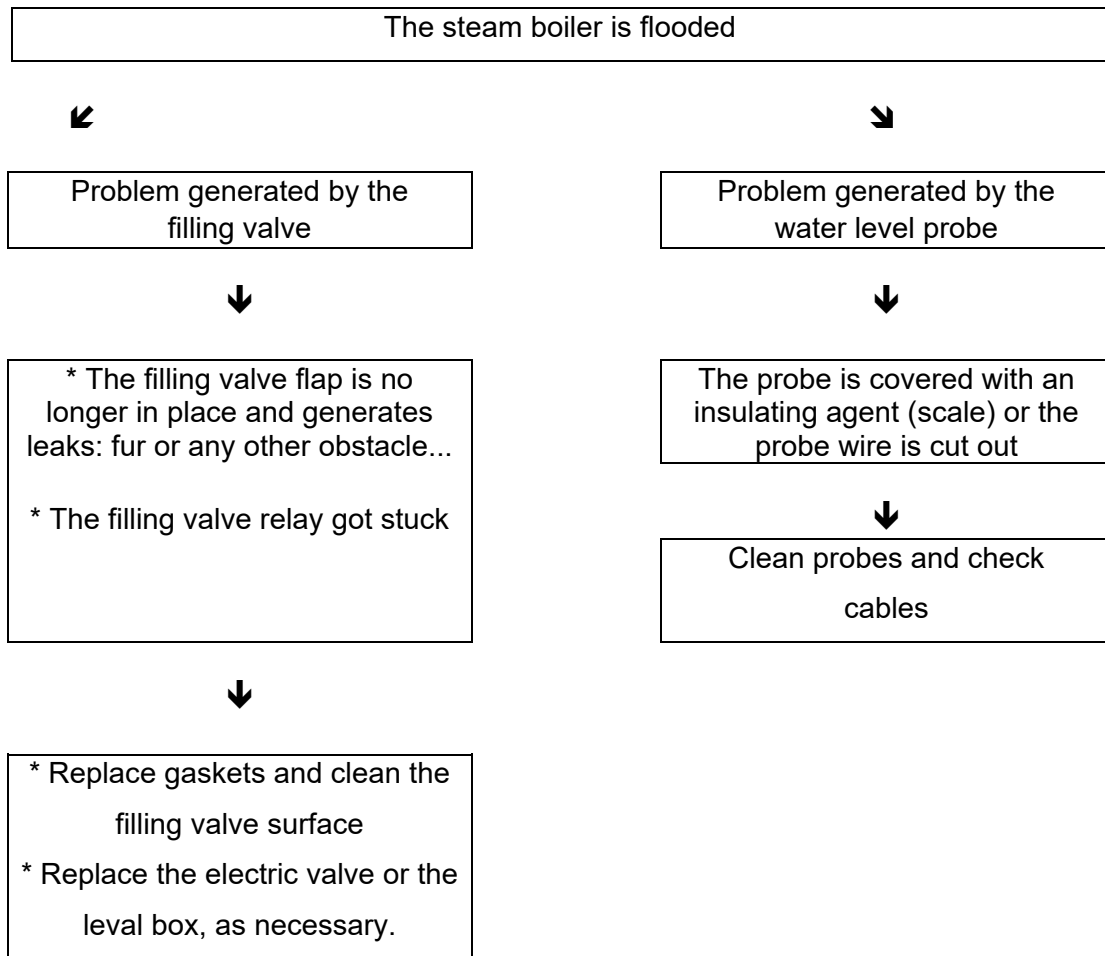 The steam boiler is flooded
Problem generated by the
filling valve
Problem generated by the
water level probe
* The filling valve flap is no
longer in place and generates
leaks: fur or any other obstacle...
* The filling valve relay got stuck
The probe is covered with an
insulating agent (scale) or the
probe wire is cut out
Clean probes and check
cables
* Replace gaskets and clean the
filling valve surface
* Replace the electric valve or the
leval box, as necessary.